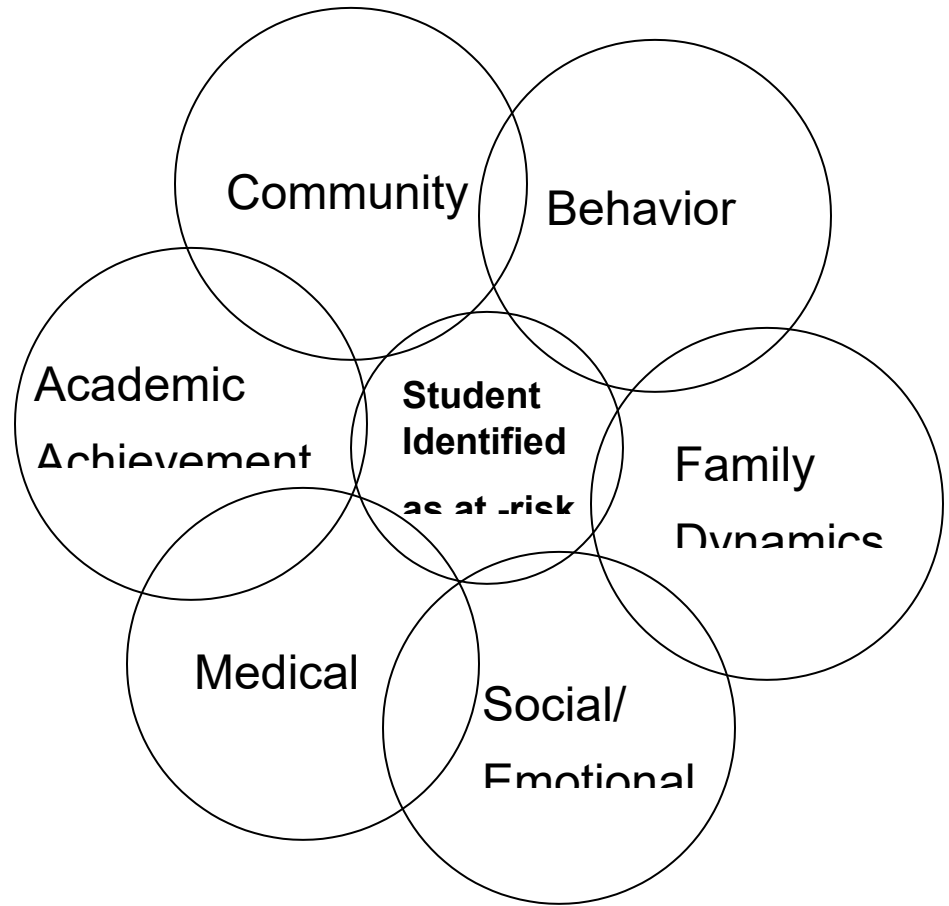 Community
Behavior
Academic
Achievement
Student
Identified
as at -risk
Family
Dynamics
Medical
Social/
Emotional